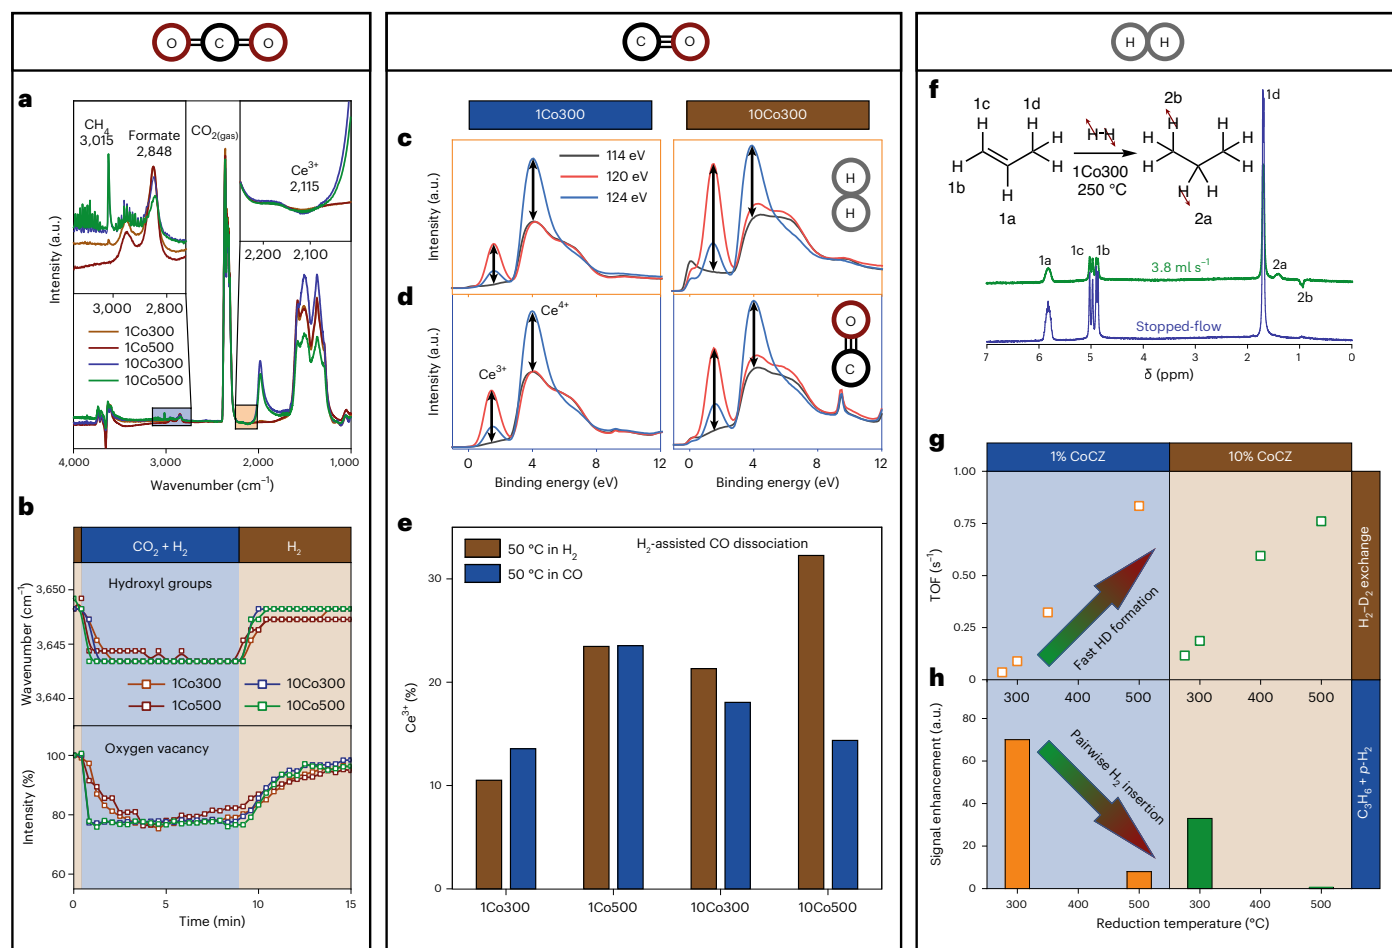 O C O
C O
H H
a
CH4
3,015
Formate
2,848
CO2(gas)
Ce3+
2,115
2,200
2,100
3,000
2,800
1Co300
1Co500
10Co300
10Co500
Intensity (a.u.)
4,000
3,000
2,000
1,000
Wavenumber (cm−1)
b
CO2 + H2
H2
Hydroxyl groups
3,650
3,645
3,640
Wavenumber (cm−1)
1Co300
10Co300
1Co500
10Co500
Oxygen vacancy
100
80
60
Intensity (%)
0
5
10
15
Time (min)
1Co300
10Co300
c
114 eV
120 eV
124 eV
H
H
Intensity (a.u.)
d
Ce4+
Ce3+
O
C
Intensity (a.u.)
0
4
8
12
0
4
8
12
Binding energy (eV)
Binding energy (eV)
e
50 °C in H2
50 °C in CO
H2-assisted CO dissociation
30
20
10
0
Ce3+ (%)
1Co300
1Co500
10Co300
10Co500
f
1c
1d
H
H
H
H
1b
H
H
1a
H-H
1Co300
250 °C
2b
H
H
H
H
H
H
2a
1d
1a
1c
1b
3.8 ml s−1
2a
2b
Stopped-flow
7
6
5
4
3
2
1
0
δ (ppm)
g
1% CoCZ
10% CoCZ
1.00
0.75
0.50
0.25
0
TOF (s−1)
Fast HD formation
H2–D2 exchange
300
400
500
300
400
500
h
80
60
40
20
0
Signal enhancement (a.u.)
Pairwise H2 insertion
C3H6 + p-H2
300
400
500
300
400
500
Reduction temperature (°C)